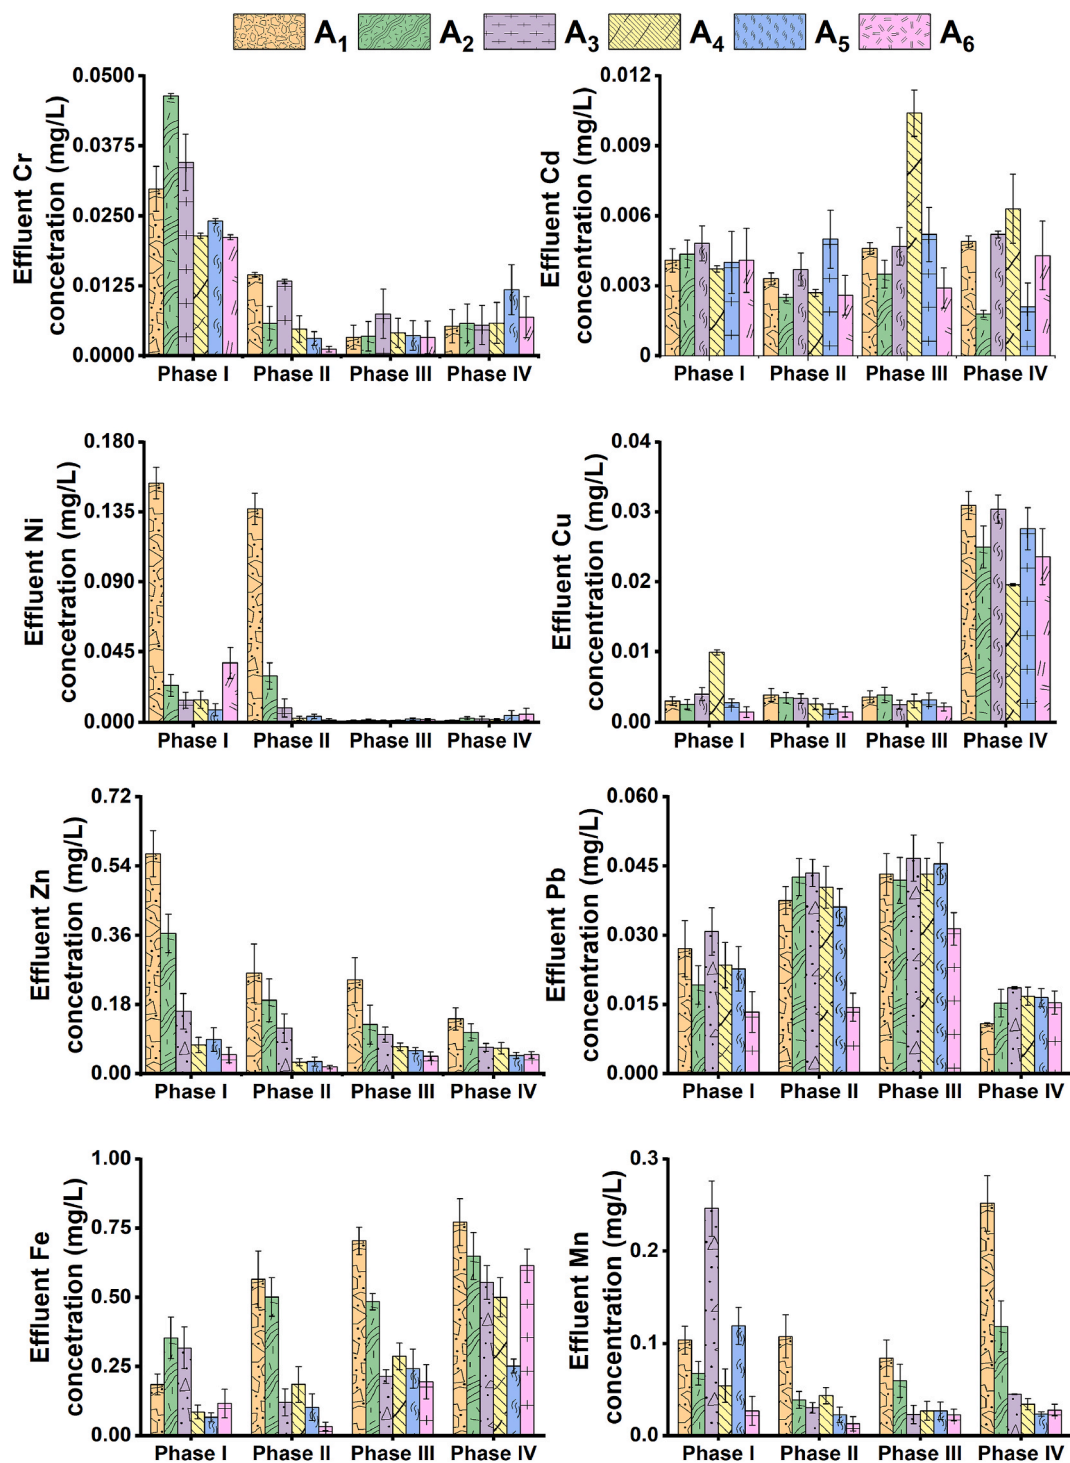 A1 A2 A3 A4 A5 A6
Effluent Cr
concetration (mg/L)
0.0500
0.0375
0.0250
0.0125
0.0000
Phase I Phase II Phase III Phase IV
Effluent Cd
concentration (mg/L)
0.012
0.009
0.006
0.003
0
Phase I Phase II Phase III Phase IV
Effluent Ni
concetration (mg/L)
0.180
0.135
0.090
0.045
0.000
Phase I Phase II Phase III Phase IV
Effluent Cu
concentration (mg/L)
0.04
0.03
0.02
0.01
0.00
Phase I Phase II Phase III Phase IV
Effluent Zn
concetration (mg/L)
0.72
0.54
0.36
0.18
0.00
Phase I Phase II Phase III Phase IV
Effluent Pb
concentration (mg/L)
0.060
0.045
0.030
0.015
0.000
Phase I Phase II Phase III Phase IV
Effluent Fe
concetration (mg/L)
1.00
0.75
0.50
0.25
0.00
Phase I Phase II Phase III Phase IV
Effluent Mn
concentration (mg/L)
0.3
0.2
0.1
0.0
Phase I Phase II Phase III Phase IV